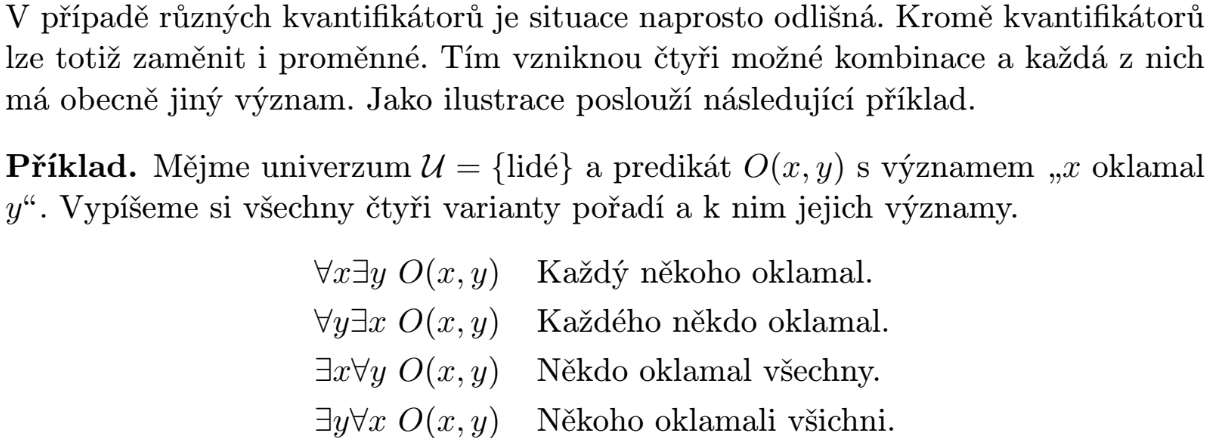 V případě různých kvantifikátorů je situace naprosto odlišná. Kromě kvantifikátorů
lze totiž zaměnit i proměnné. Tím vzniknou čtyři možné kombinace a každá z nich
má obecně jiný význam. Jako ilustrace poslouží následující příklad.
Příklad. Mějme univerzum 𝒰 = {lidé} a predikát O(x, y) s významem „x oklamal
y“. Vypíšeme si všechny čtyři varianty pořadí a k nim jejich významy.
∀x∃y O(x, y) Každý někoho oklamal.
∀y∃x O(x, y) Každého někdo oklamal.
∃x∀y O(x, y) Někdo oklamal všechny.
∃y∀x O(x, y) Někoho oklamali všichni.